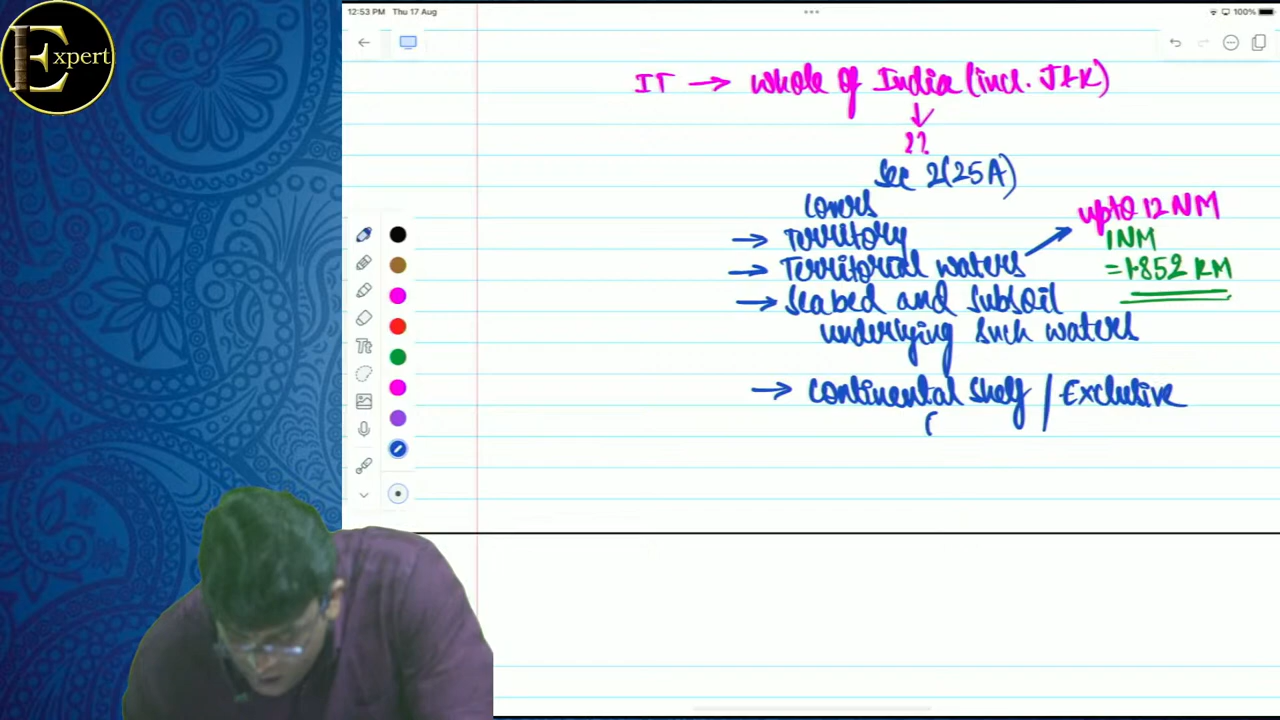 Expert
12:53 PM Thu 17 Aug
100%
IT → whole of India (incl. J&K)
↓
??
Sec 2(25A)
Covers
→ Territory
→ Territorial waters
upto 12 NM
1NM
= 1.852 KM
→ Seabed and Subsoil
underlying such waters
→ Continental Shelf / Exclusive
(
Tt